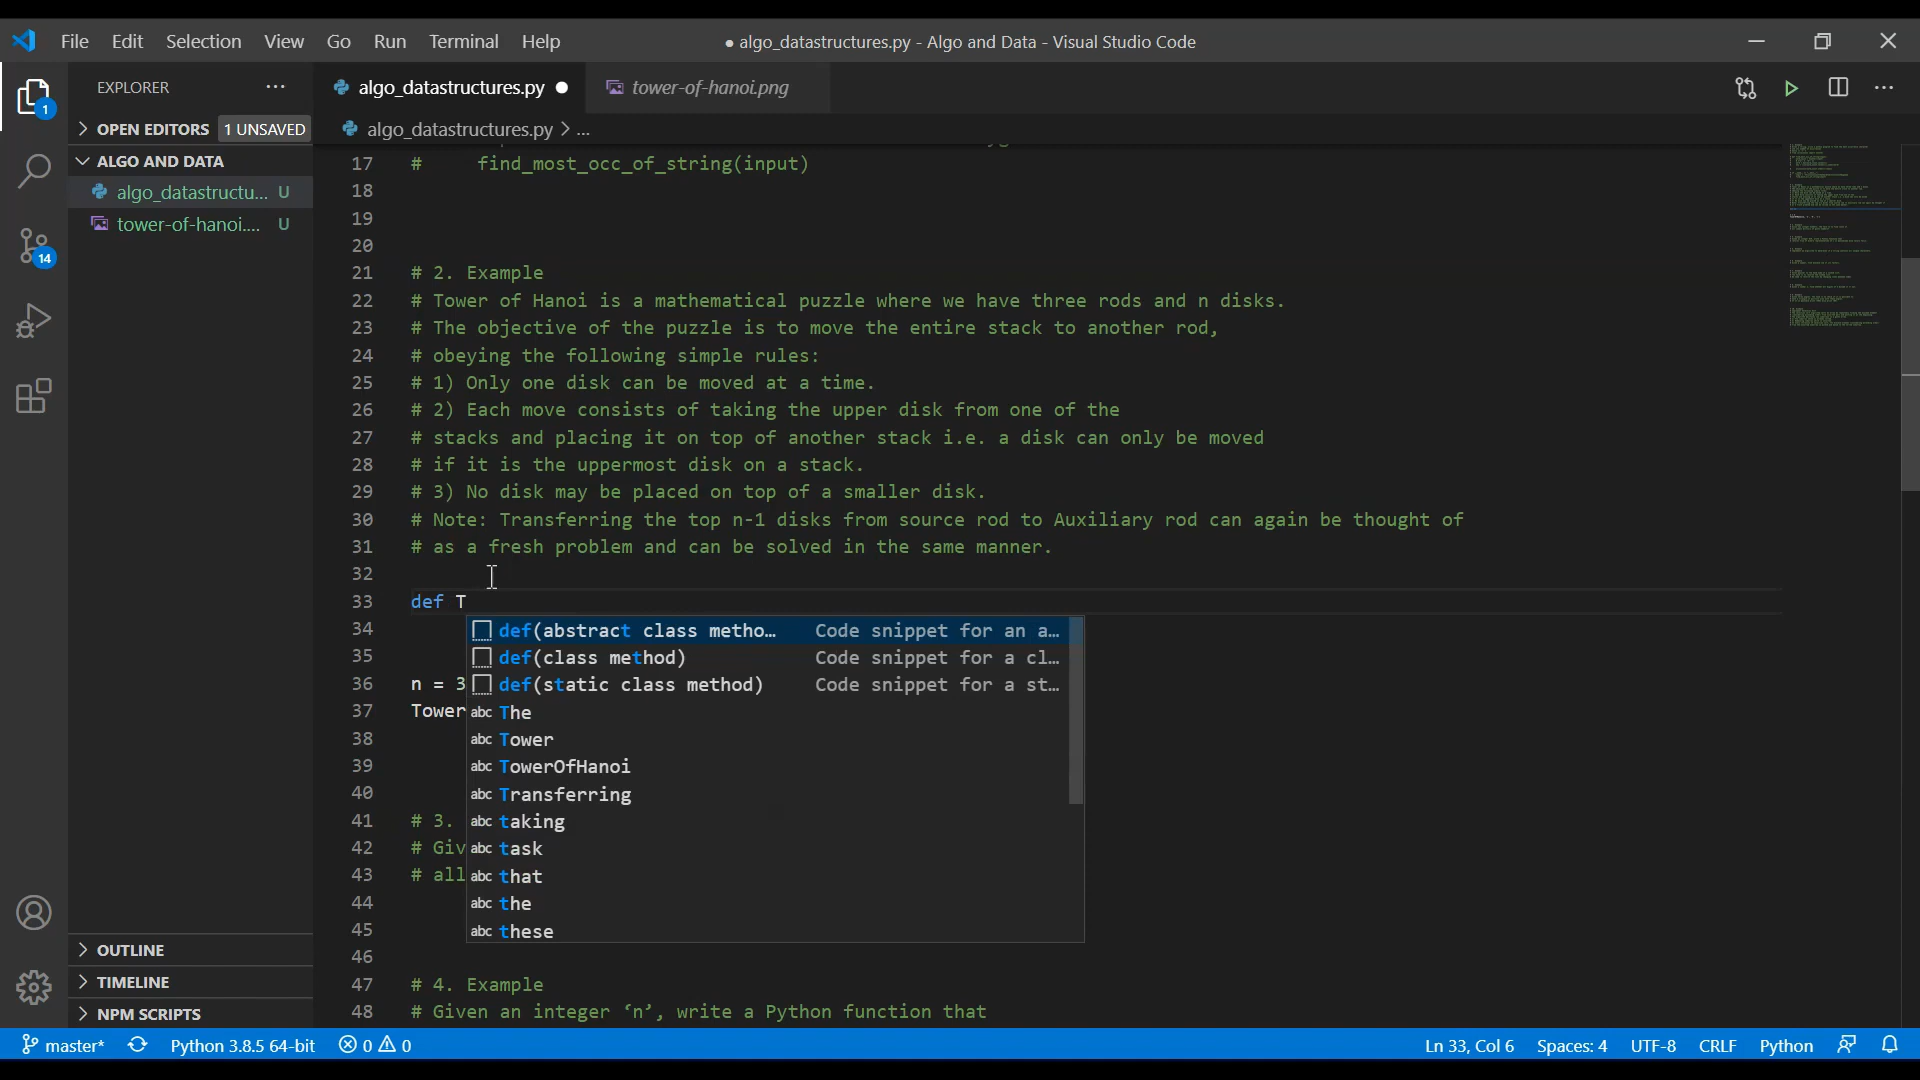 File Edit Selection View Go Run Terminal Help
● algo_datastructures.py - Algo and Data - Visual Studio Code
EXPLORER
algo_datastructures.py
tower-of-hanoi.png
OPEN EDITORS 1 UNSAVED
algo_datastructures.py > ...
ALGO AND DATA
algo_datastructu... U
tower-of-hanoi.... U
OUTLINE
TIMELINE
NPM SCRIPTS
1
14
17 # find_most_occ_of_string(input)
18
19
20
21 # 2. Example
22 # Tower of Hanoi is a mathematical puzzle where we have three rods and n disks.
23 # The objective of the puzzle is to move the entire stack to another rod,
24 # obeying the following simple rules:
25 # 1) Only one disk can be moved at a time.
26 # 2) Each move consists of taking the upper disk from one of the
27 # stacks and placing it on top of another stack i.e. a disk can only be moved
28 # if it is the uppermost disk on a stack.
29 # 3) No disk may be placed on top of a smaller disk.
30 # Note: Transferring the top n-1 disks from source rod to Auxiliary rod can again be thought of
31 # as a fresh problem and can be solved in the same manner.
32
33 def T
34
35
36 n = 3
37 Tower
38
39
40
41 # 3.
42 # Giv
43 # all
44
45
46
47 # 4. Example
48 # Given an integer ‘n’, write a Python function that
def(abstract class metho... Code snippet for an a...
def(class method) Code snippet for a cl...
def(static class method) Code snippet for a st...
abc The
abc Tower
abc TowerOfHanoi
abc Transferring
abc taking
abc task
abc that
abc the
abc these
master* Python 3.8.5 64-bit 0 0 Ln 33, Col 6 Spaces: 4 UTF-8 CRLF Python